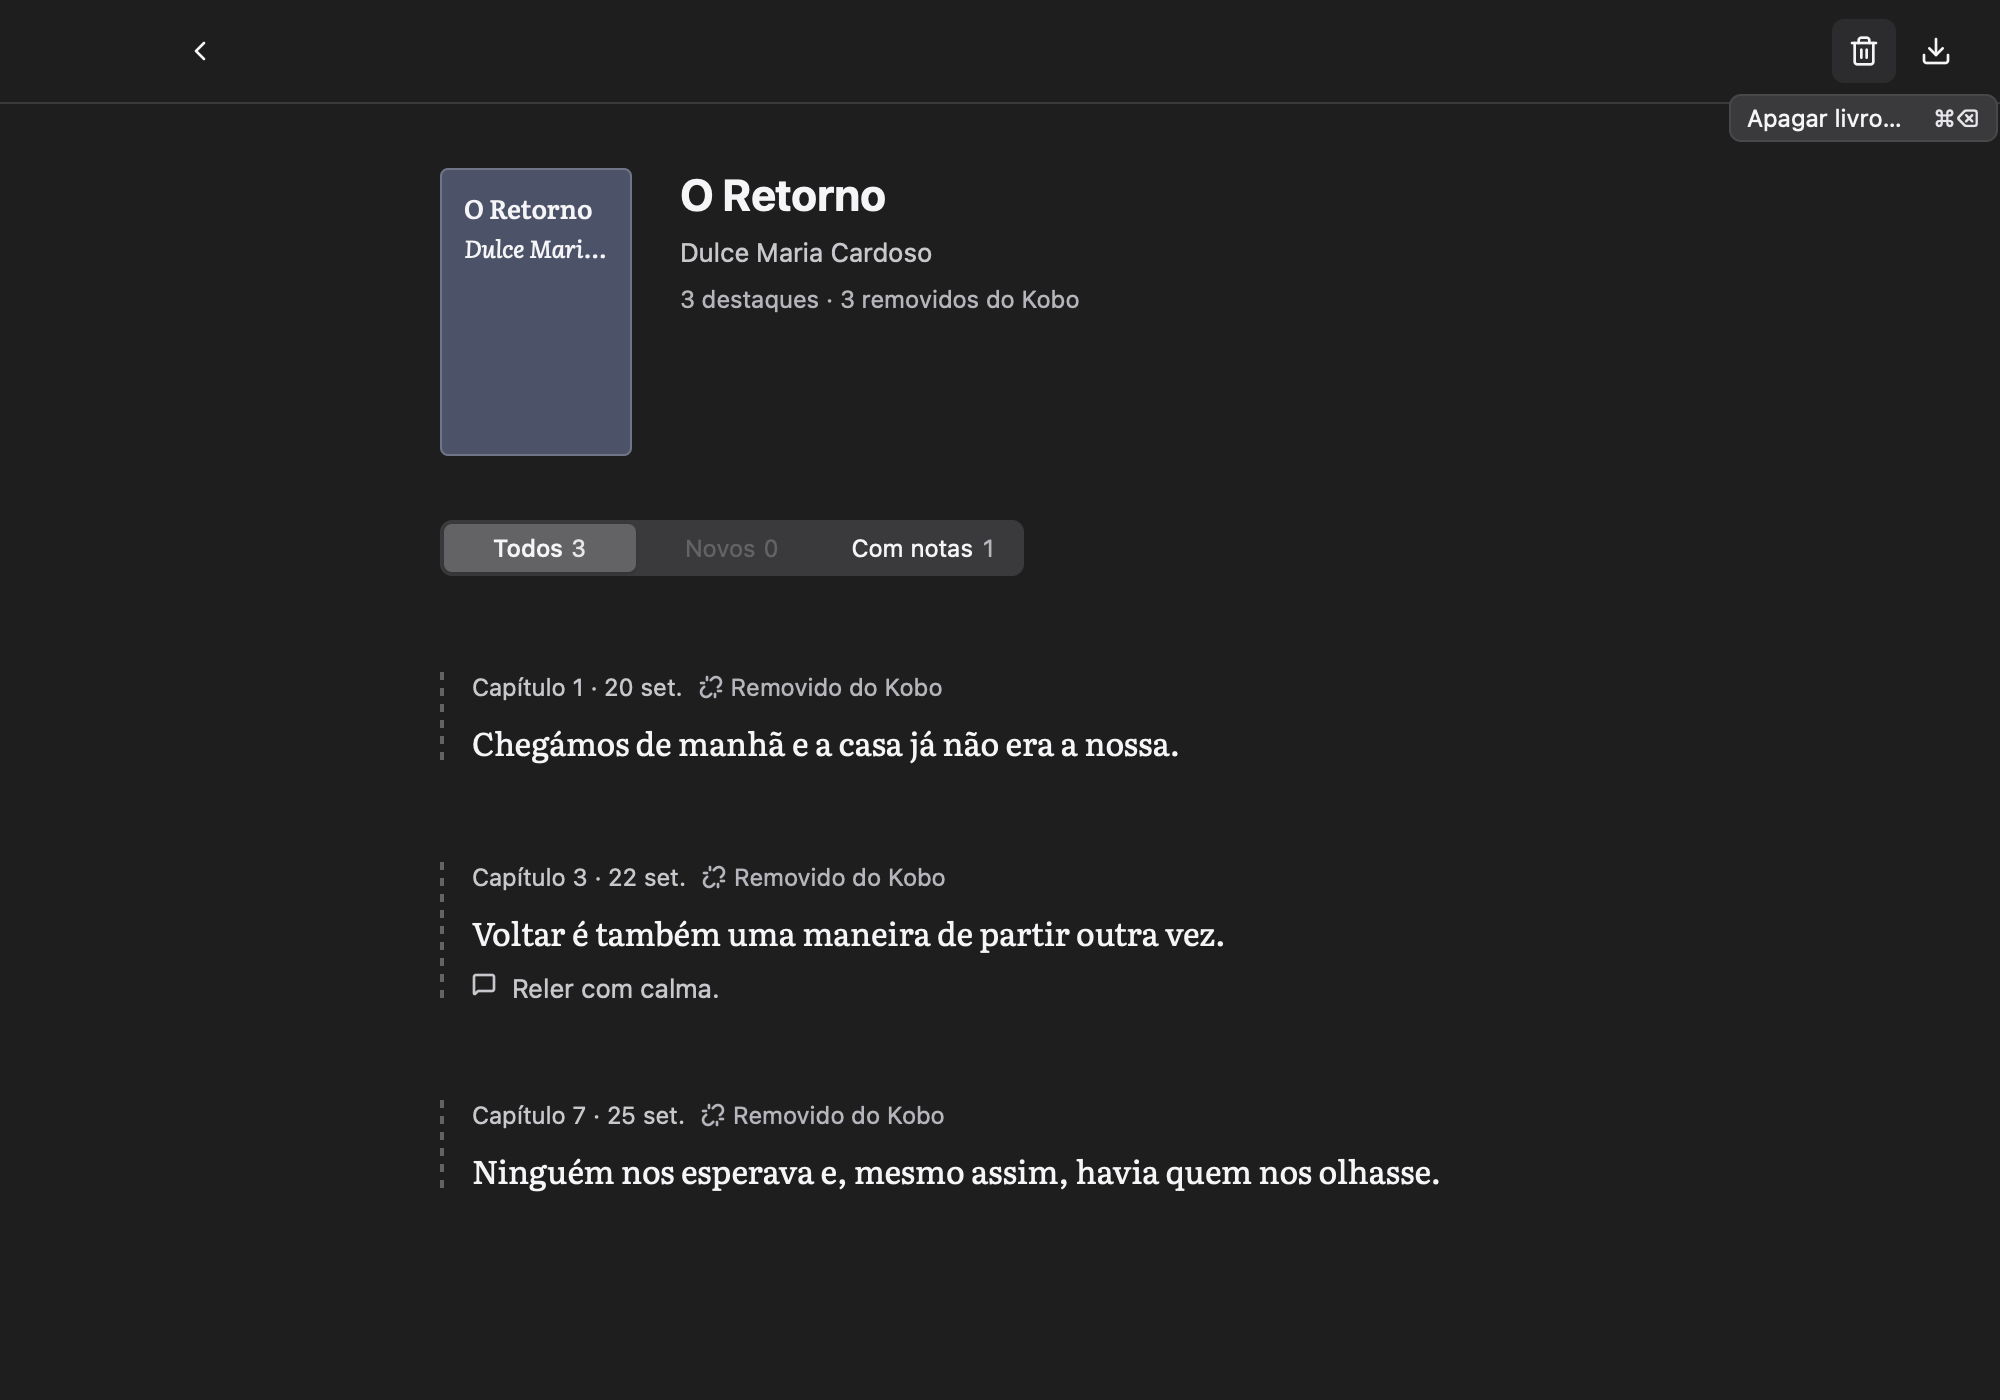 Apagar livro... ⌘⌫
O Retorno
Dulce Mari...
O Retorno
Dulce Maria Cardoso
3 destaques · 3 removidos do Kobo
Todos 3
Novos 0
Com notas 1
Capítulo 1 · 20 set. Removido do Kobo
Chegámos de manhã e a casa já não era a nossa.
Capítulo 3 · 22 set. Removido do Kobo
Voltar é também uma maneira de partir outra vez.
Reler com calma.
Capítulo 7 · 25 set. Removido do Kobo
Ninguém nos esperava e, mesmo assim, havia quem nos olhasse.